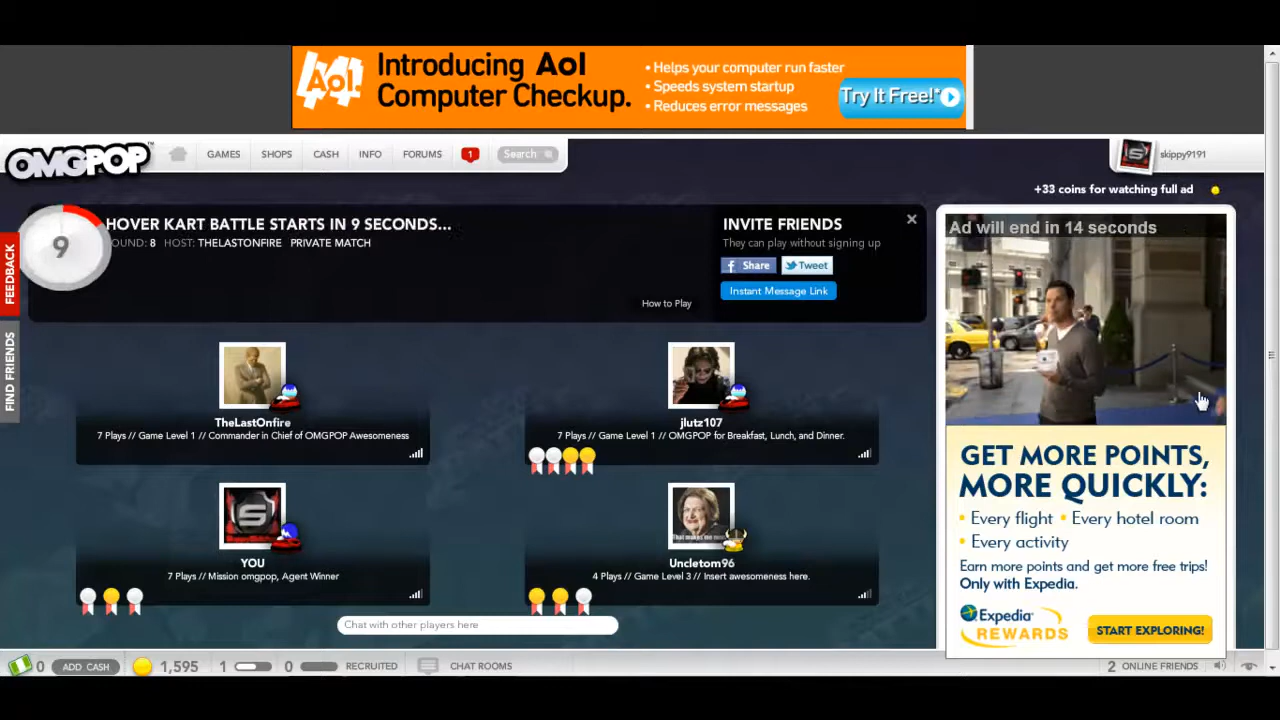 Aol.
Introducing Aol
Computer Checkup.
• Helps your computer run faster
• Speeds system startup
• Reduces error messages
Try It Free!*
OMGPOP™
GAMES
SHOPS
CASH
INFO
FORUMS
1
Search
skippy9191
+33 coins for watching full ad
9
HOVER KART BATTLE STARTS IN 9 SECONDS...
OUND: 8 HOST: THELASTONFIRE PRIVATE MATCH
How to Play
INVITE FRIENDS
They can play without signing up
f Share
Tweet
Instant Message Link
FEEDBACK
FIND FRIENDS
TheLastOnfire
7 Plays // Game Level 1 // Commander in Chief of OMGPOP Awesomeness
jlutz107
7 Plays // Game Level 1 // OMGPOP for Breakfast, Lunch, and Dinner.
YOU
7 Plays // Mission omgpop, Agent Winner
Uncletom96
4 Plays // Game Level 3 // Insert awesomeness here.
Chat with other players here
Ad will end in 14 seconds
GET MORE POINTS,
MORE QUICKLY:
• Every flight • Every hotel room
• Every activity
Earn more points and get more free trips!
Only with Expedia.
Expedia
REWARDS
START EXPLORING!
0
ADD CASH
1,595
1
0
RECRUITED
CHAT ROOMS
2 ONLINE FRIENDS